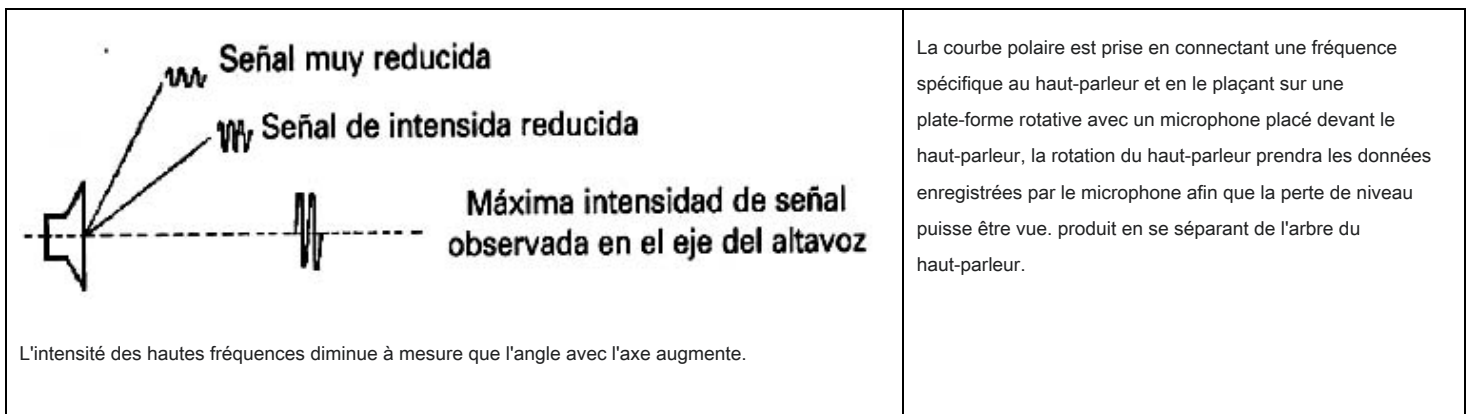 Señal muy reducida
Señal de intensida reducida
Máxima intensidad de señal
observada en el eje del altavoz
L'intensité des hautes fréquences diminue à mesure que l'angle avec l'axe augmente.
La courbe polaire est prise en connectant une fréquence
spécifique au haut-parleur et en le plaçant sur une
plate-forme rotative avec un microphone placé devant le
haut-parleur, la rotation du haut-parleur prendra les données
enregistrées par le microphone afin que la perte de niveau
puisse être vue. produit en se séparant de l'arbre du
haut-parleur.